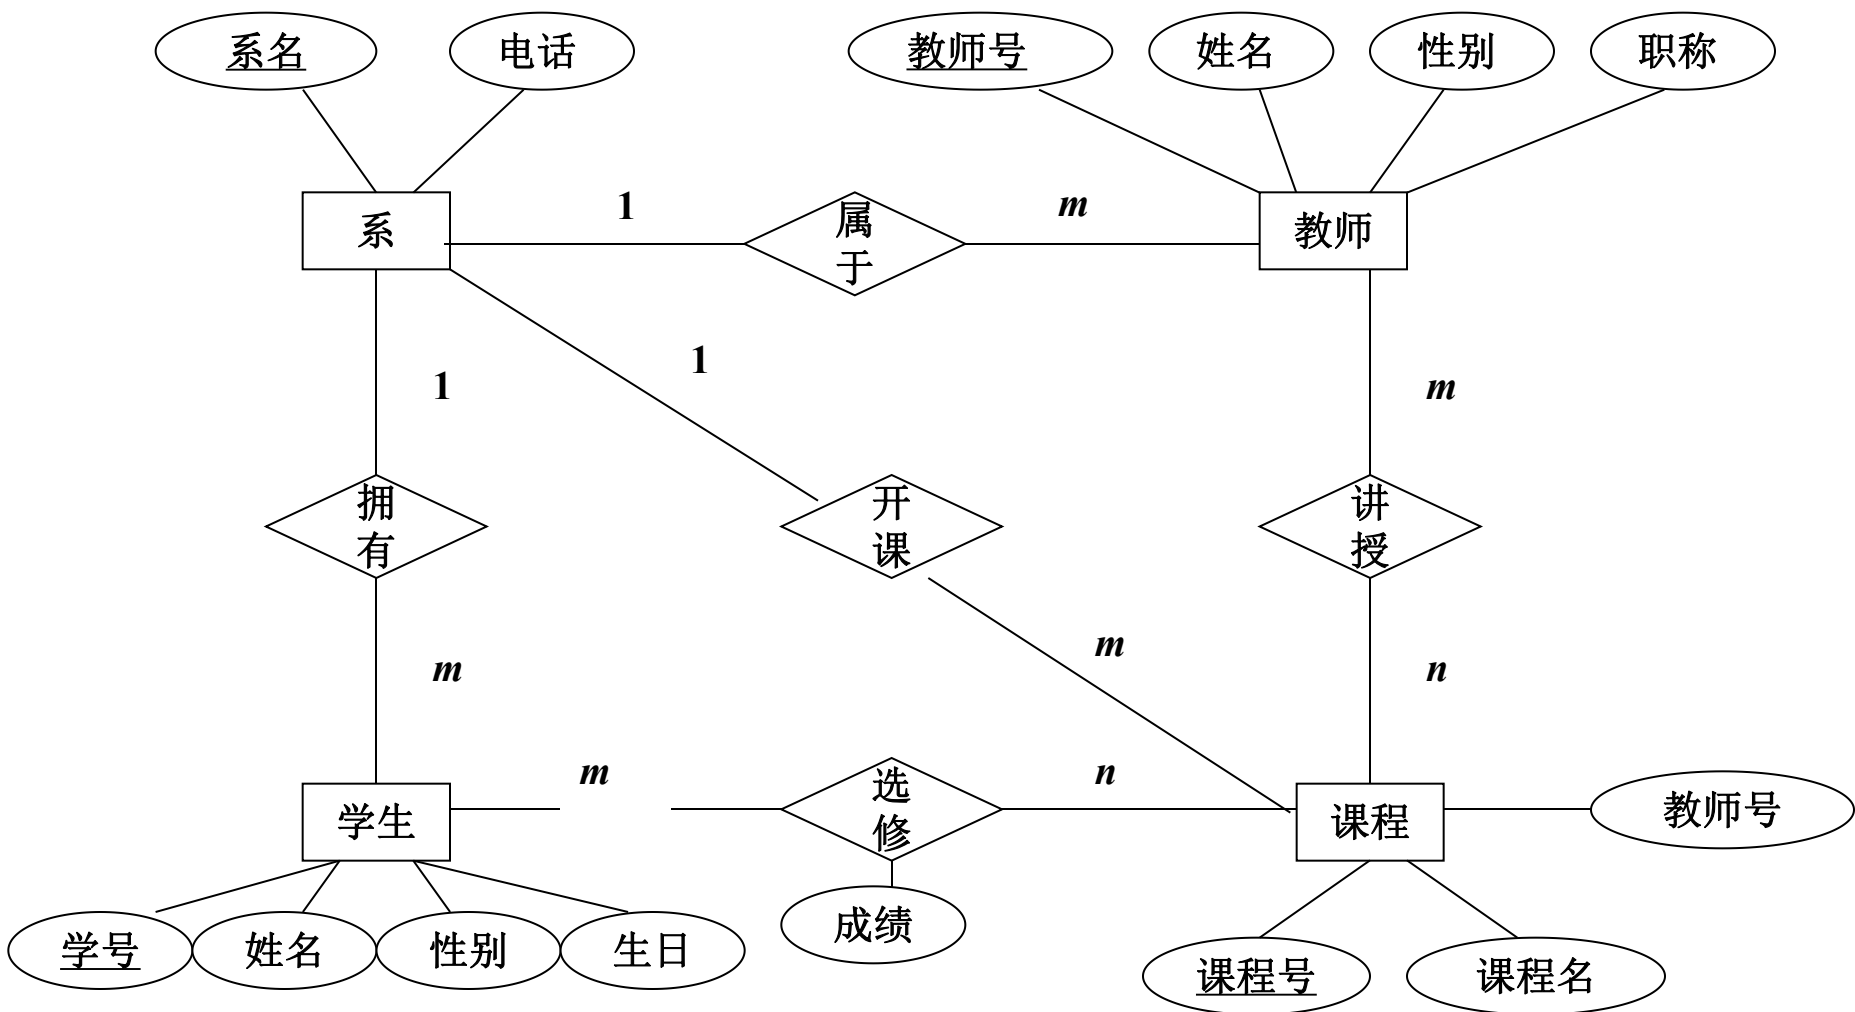 系名
电话
教师号
姓名
性别
职称
系
1
属
于
m
教师
1
1
m
拥
有
开
课
讲
授
m
m
n
学生
m
选
修
n
课程
教师号
成绩
学号
姓名
性别
生日
课程号
课程名